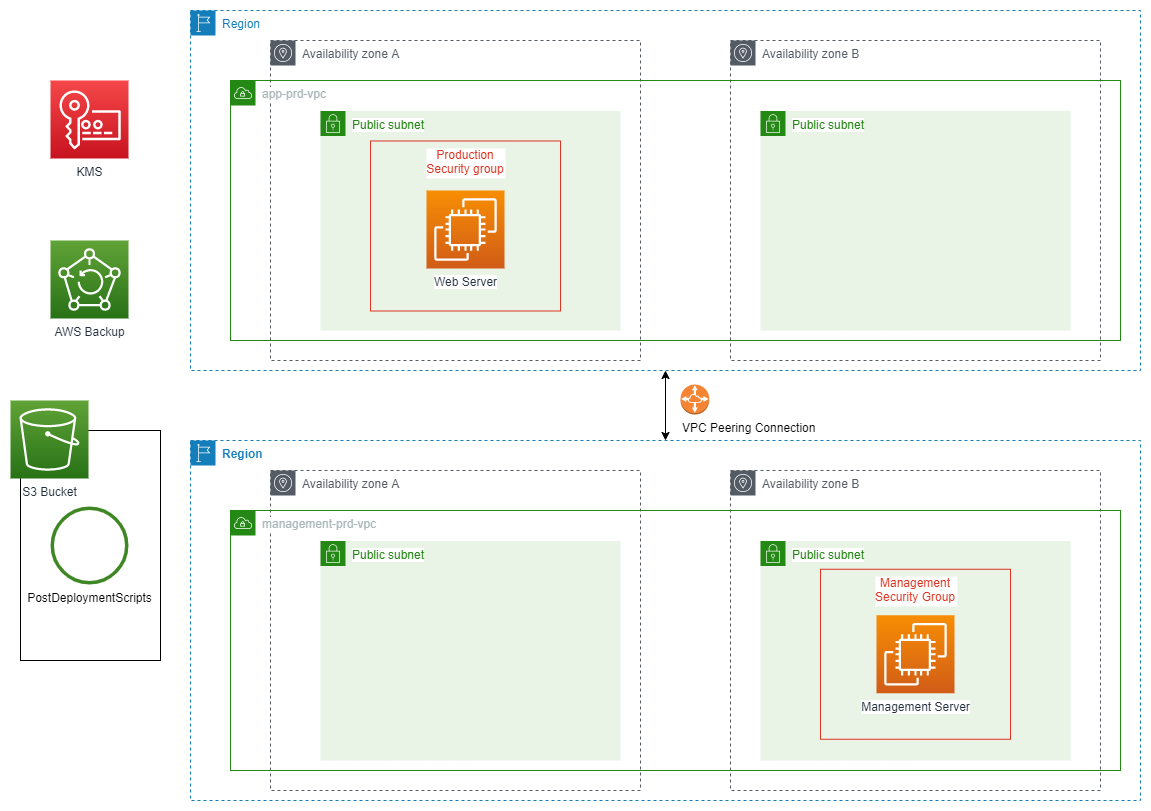 Region
Availability zone A
Availability zone B
app-prd-vpc
Public subnet
Public subnet
Production
Security group
Web Server
KMS
AWS Backup
VPC Peering Connection
S3 Bucket
PostDeploymentScripts
Region
Availability zone A
Availability zone B
management-prd-vpc
Public subnet
Public subnet
Management
Security Group
Management Server